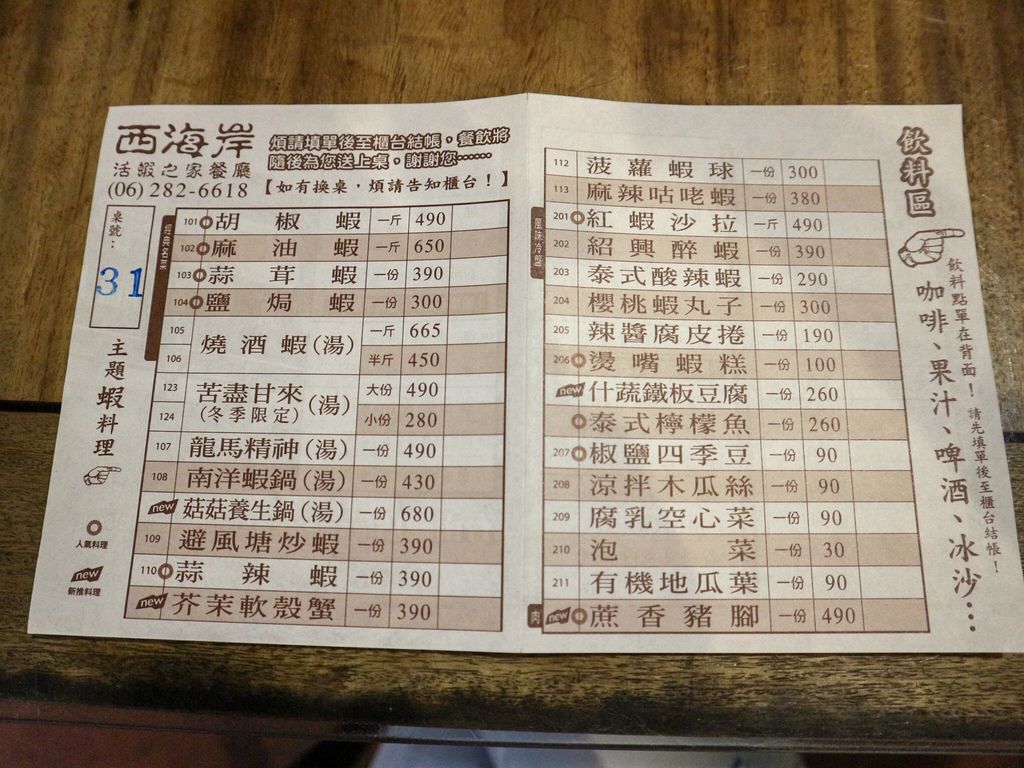 西海岸
活蝦之家餐廳
(06) 282-6618
煩請填單後至櫃台結帳，餐飲將
隨後為您送上桌，謝謝您……
【如有換桌，煩請告知櫃台！】
桌號：
31
主題蝦料理
人氣料理
new
新推料理
經典名菜
101 胡椒蝦 一斤 490
102 麻油蝦 一斤 650
103 蒜茸蝦 一份 390
104 鹽焗蝦 一份 300
105 燒酒蝦(湯) 一斤 665
106 半斤 450
123 苦盡甘來(湯) 大份 490
124 (冬季限定) 小份 280
107 龍馬精神(湯) 一份 490
108 南洋蝦鍋(湯) 一份 430
new 菇菇養生鍋(湯) 一份 680
109 避風塘炒蝦 一份 390
110 蒜辣蝦 一份 390
new 芥茉軟殼蟹 一份 390
112 菠蘿蝦球 一份 300
113 麻辣咕咾蝦 一份 380
風味冷盤
201 紅蝦沙拉 一斤 490
202 紹興醉蝦 一份 390
203 泰式酸辣蝦 一份 290
204 櫻桃蝦丸子 一份 300
205 辣醬腐皮捲 一份 190
206 燙嘴蝦糕 一份 100
new 什蔬鐵板豆腐 一份 260
泰式檸檬魚 一份 260
207 椒鹽四季豆 一份 90
208 涼拌木瓜絲 一份 90
209 腐乳空心菜 一份 90
210 泡菜 一份 30
211 有機地瓜葉 一份 90
肉 new 蔗香豬腳 一份 490
飲料區
咖啡、果汁、啤酒、冰沙…
飲料點單在背面！請先填單後至櫃台結帳！